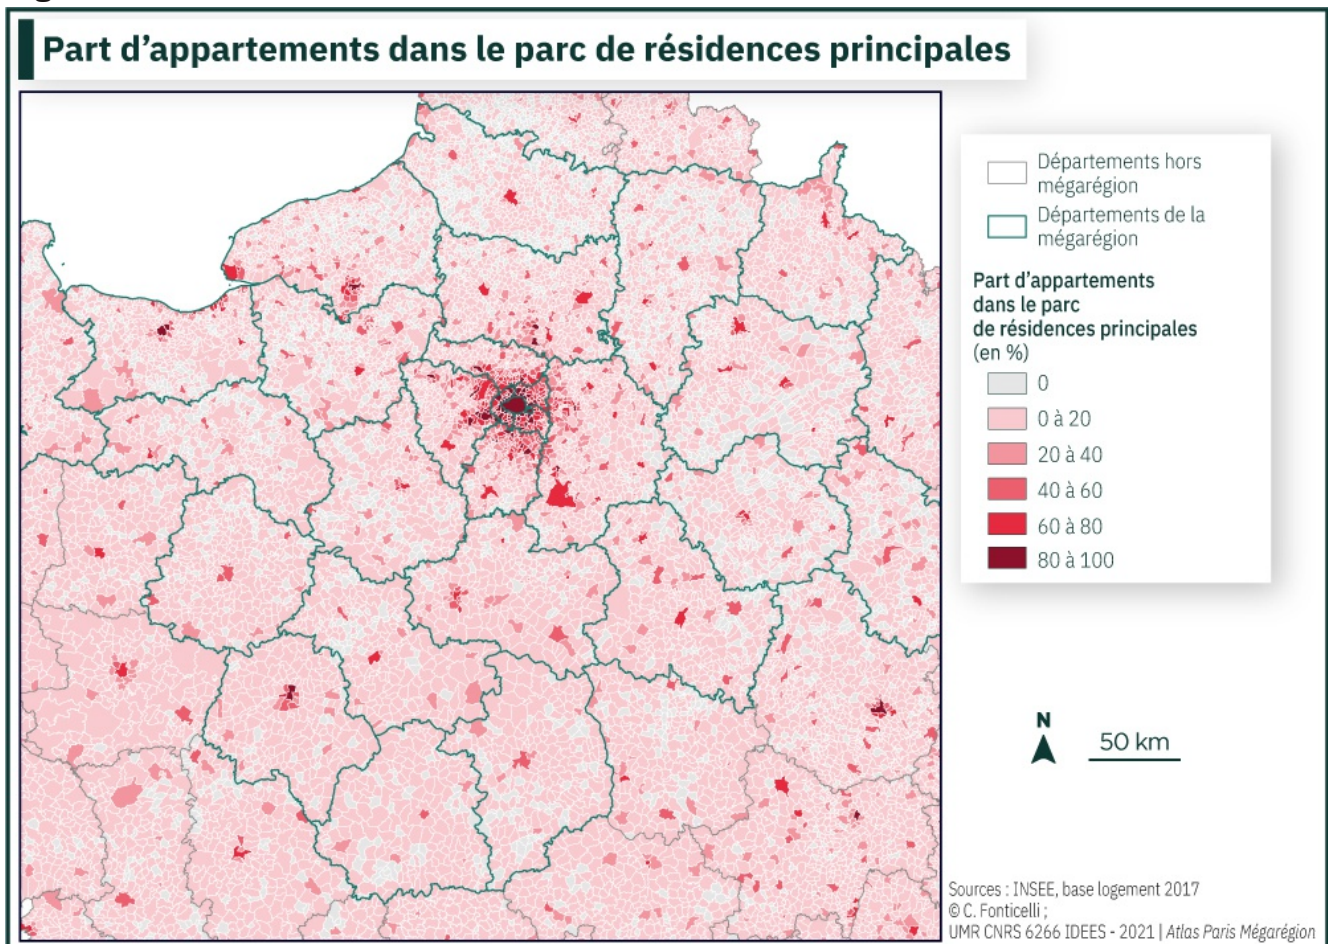 Part d’appartements dans le parc de résidences principales
Départements hors
mégarégion
Départements de la
mégarégion
Part d’appartements
dans le parc
de résidences principales
(en %)
0
0 à 20
20 à 40
40 à 60
60 à 80
80 à 100
N
50 km
Sources : INSEE, base logement 2017
© C. Fonticelli ;
UMR CNRS 6266 IDEES - 2021 | Atlas Paris Mégarégion